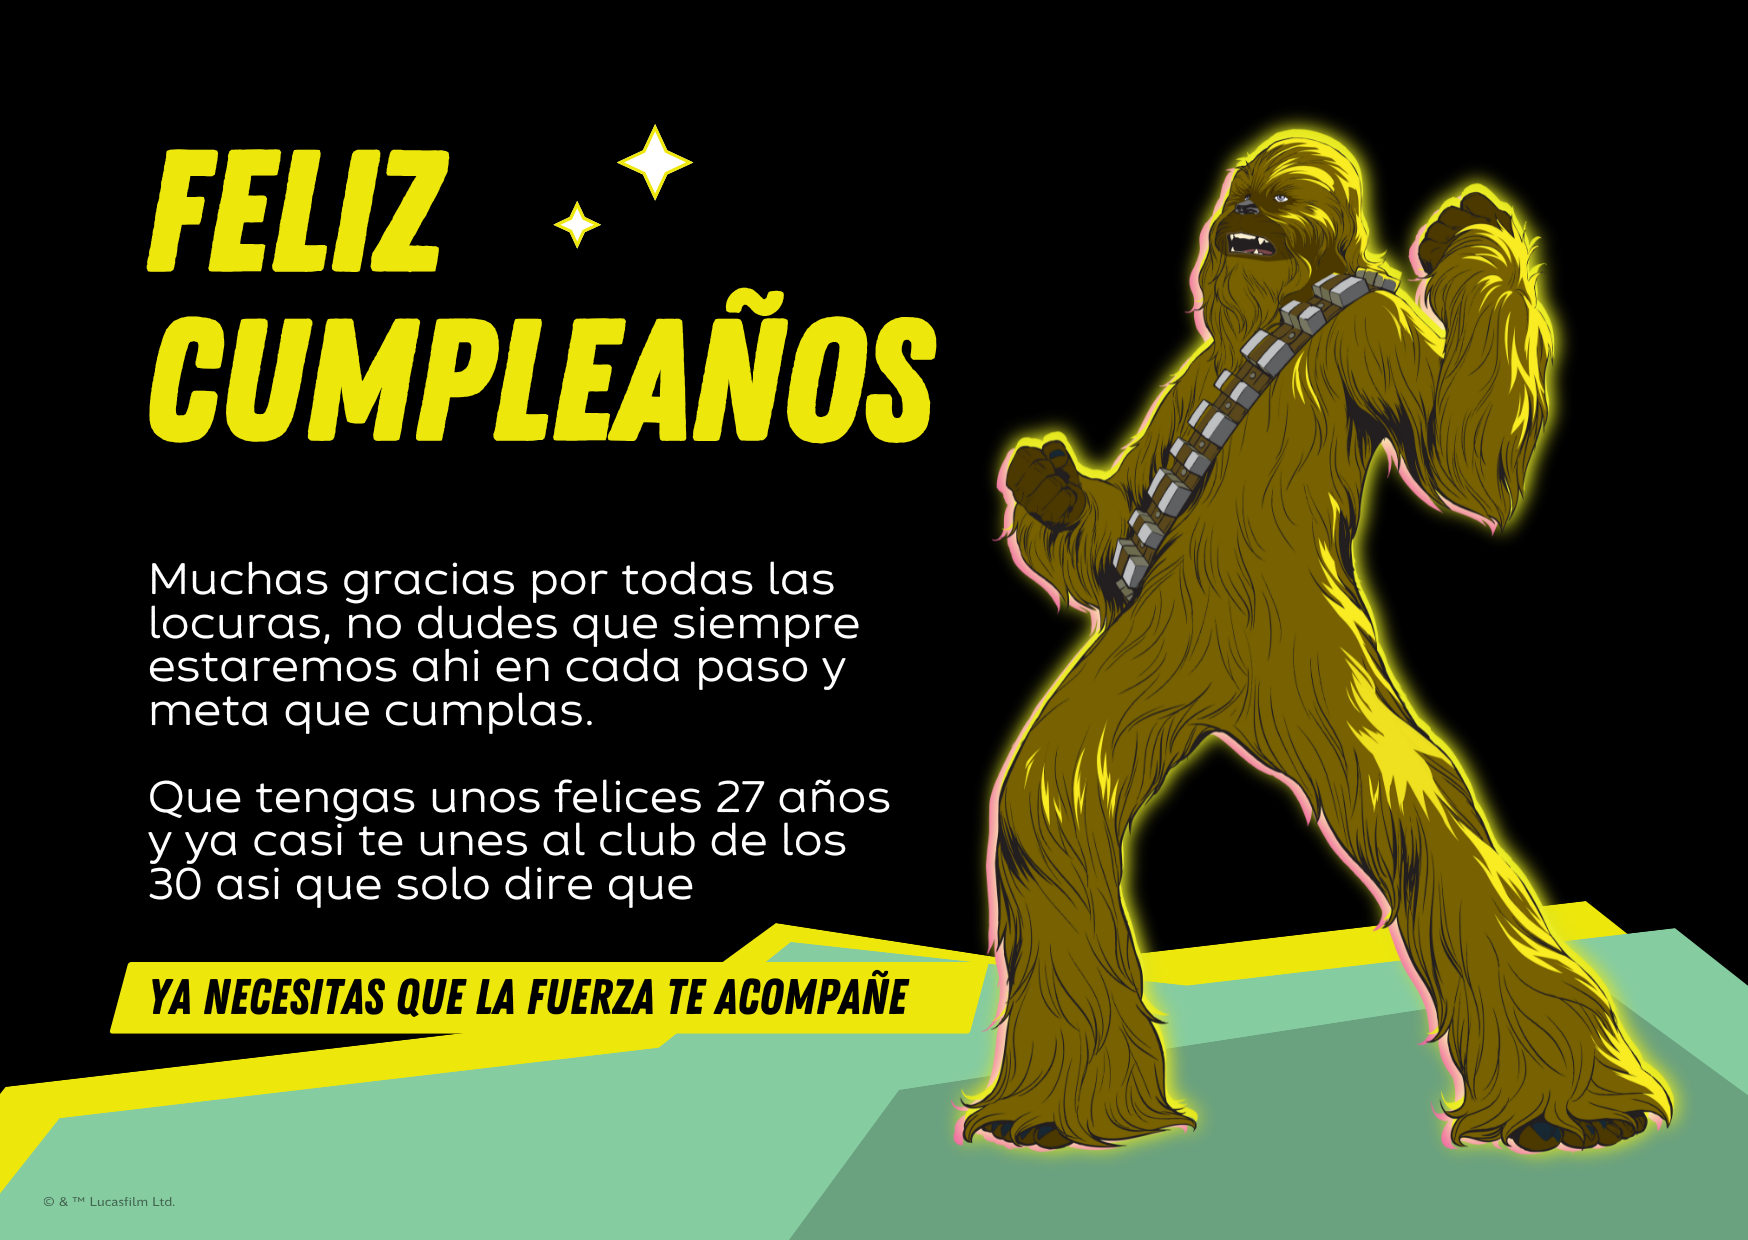 FELIZ
CUMPLEAÑOS
Muchas gracias por todas las
locuras, no dudes que siempre
estaremos ahi en cada paso y
meta que cumplas.
Que tengas unos felices 27 años
y ya casi te unes al club de los
30 asi que solo dire que
YA NECESITAS QUE LA FUERZA TE ACOMPAÑE
© & ™ Lucasfilm Ltd.